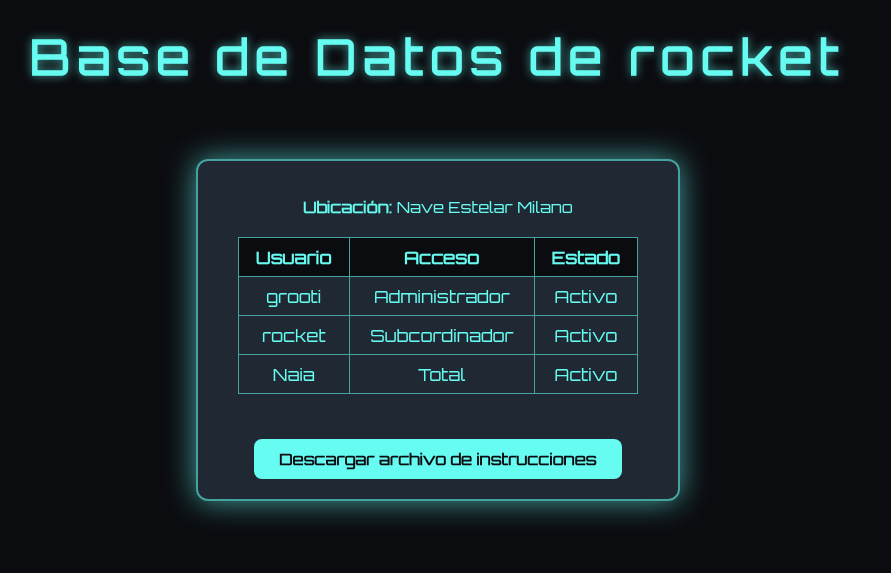 Base de Datos de rocket
Ubicación: Nave Estelar Milano
Usuario Acceso Estado
grooti Administrador Activo
rocket Subcordinador Activo
Naia Total Activo
Descargar archivo de instrucciones